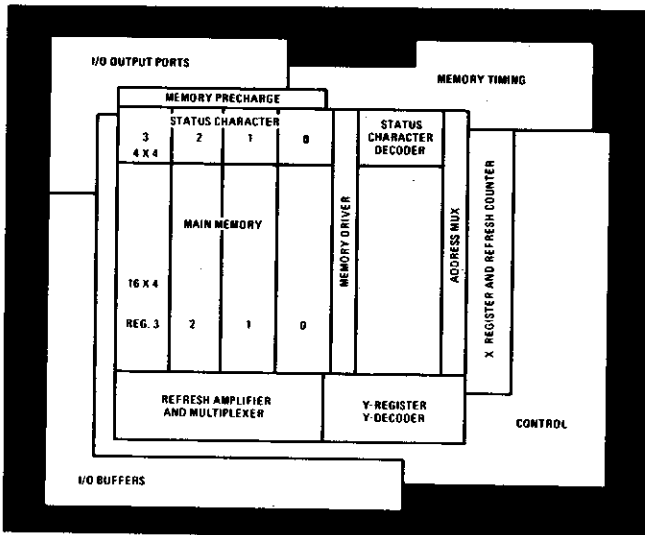 I/O OUTPUT PORTS
MEMORY TIMING
MEMORY PRECHARGE
STATUS CHARACTER
3 2 1 0
4 X 4
STATUS
CHARACTER
DECODER
MAIN MEMORY
16 X 4
REG. 3 2 1 0
MEMORY DRIVER
ADDRESS MUX
X REGISTER AND REFRESH COUNTER
REFRESH AMPLIFIER
AND MULTIPLEXER
Y-REGISTER
Y-DECODER
CONTROL
I/O BUFFERS